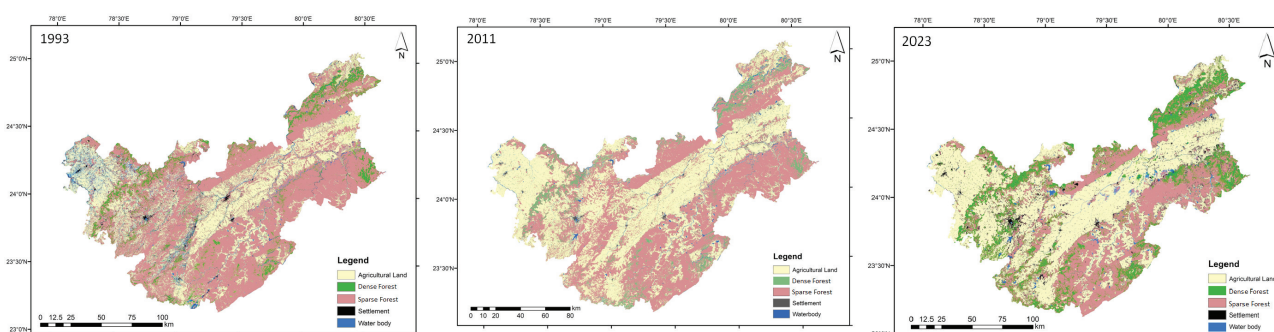 78°0'E 78°30'E 79°0'E 79°30'E 80°0'E 80°30'E
1993
N
25°0'N
24°30'N
24°0'N
23°30'N
23°0'N
Legend
Agricultural Land
Dense Forest
Sparse Forest
Settlement
Water body
0 12.5 25 50 75 100
km
78°0'E 78°30'E 79°0'E 79°30'E 80°0'E 80°30'E
2011
N
25°0'N
24°30'N
24°0'N
23°30'N
Legend
Agricultural Land
Dense Forest
Sparse Forest
Settlement
Waterbody
0 10 20 40 60 80
km
78°0'E 78°30'E 79°0'E 79°30'E 80°0'E 80°30'E
2023
N
25°0'N
24°30'N
24°0'N
23°30'N
23°0'N
Legend
Agricultural Land
Dense Forest
Sparse Forest
Settlement
Water body
0 12.5 25 50 75 100
km